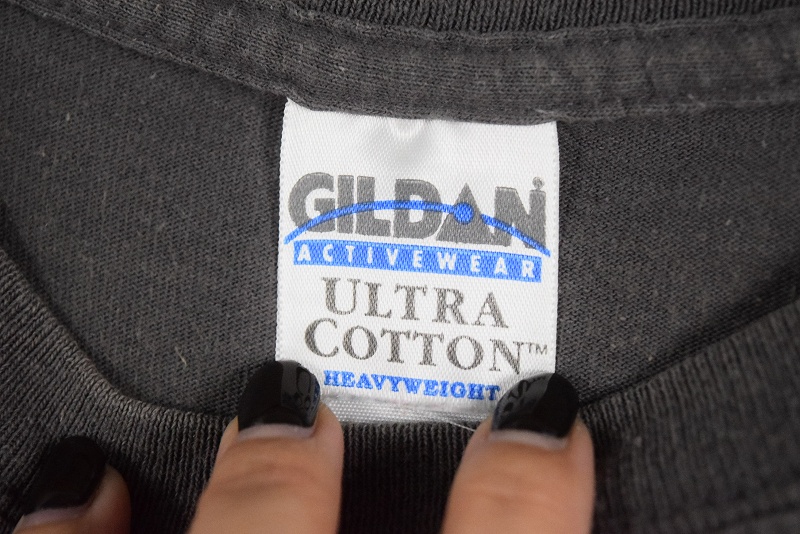 GILDAN®
ACTIVEWEAR
ULTRA
COTTON™
HEAVYWEIGHT